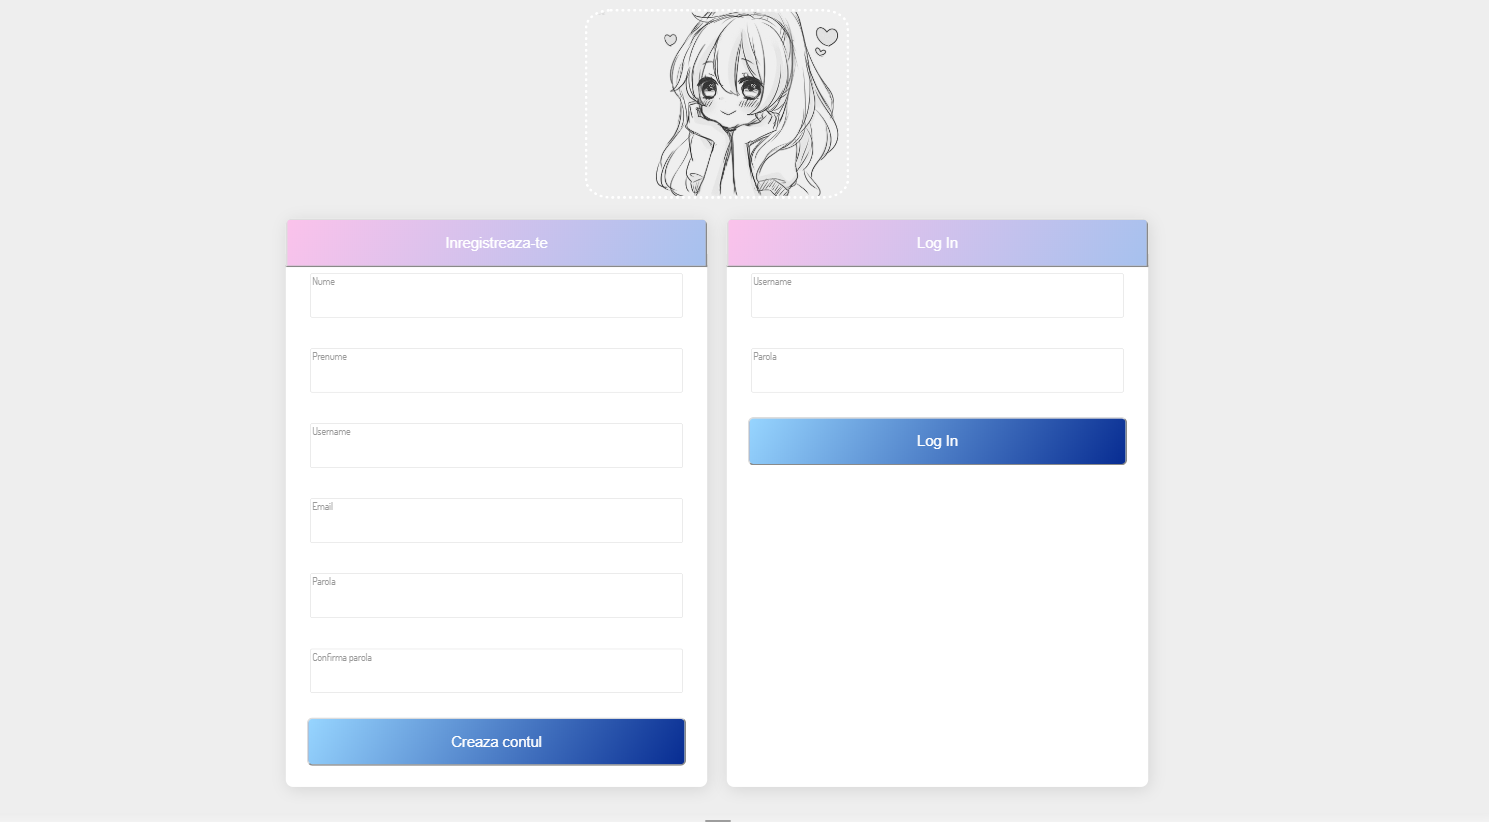 Inregistreaza-te
Nume
Prenume
Username
Email
Parola
Confirma parola
Creaza contul
Log In
Username
Parola
Log In